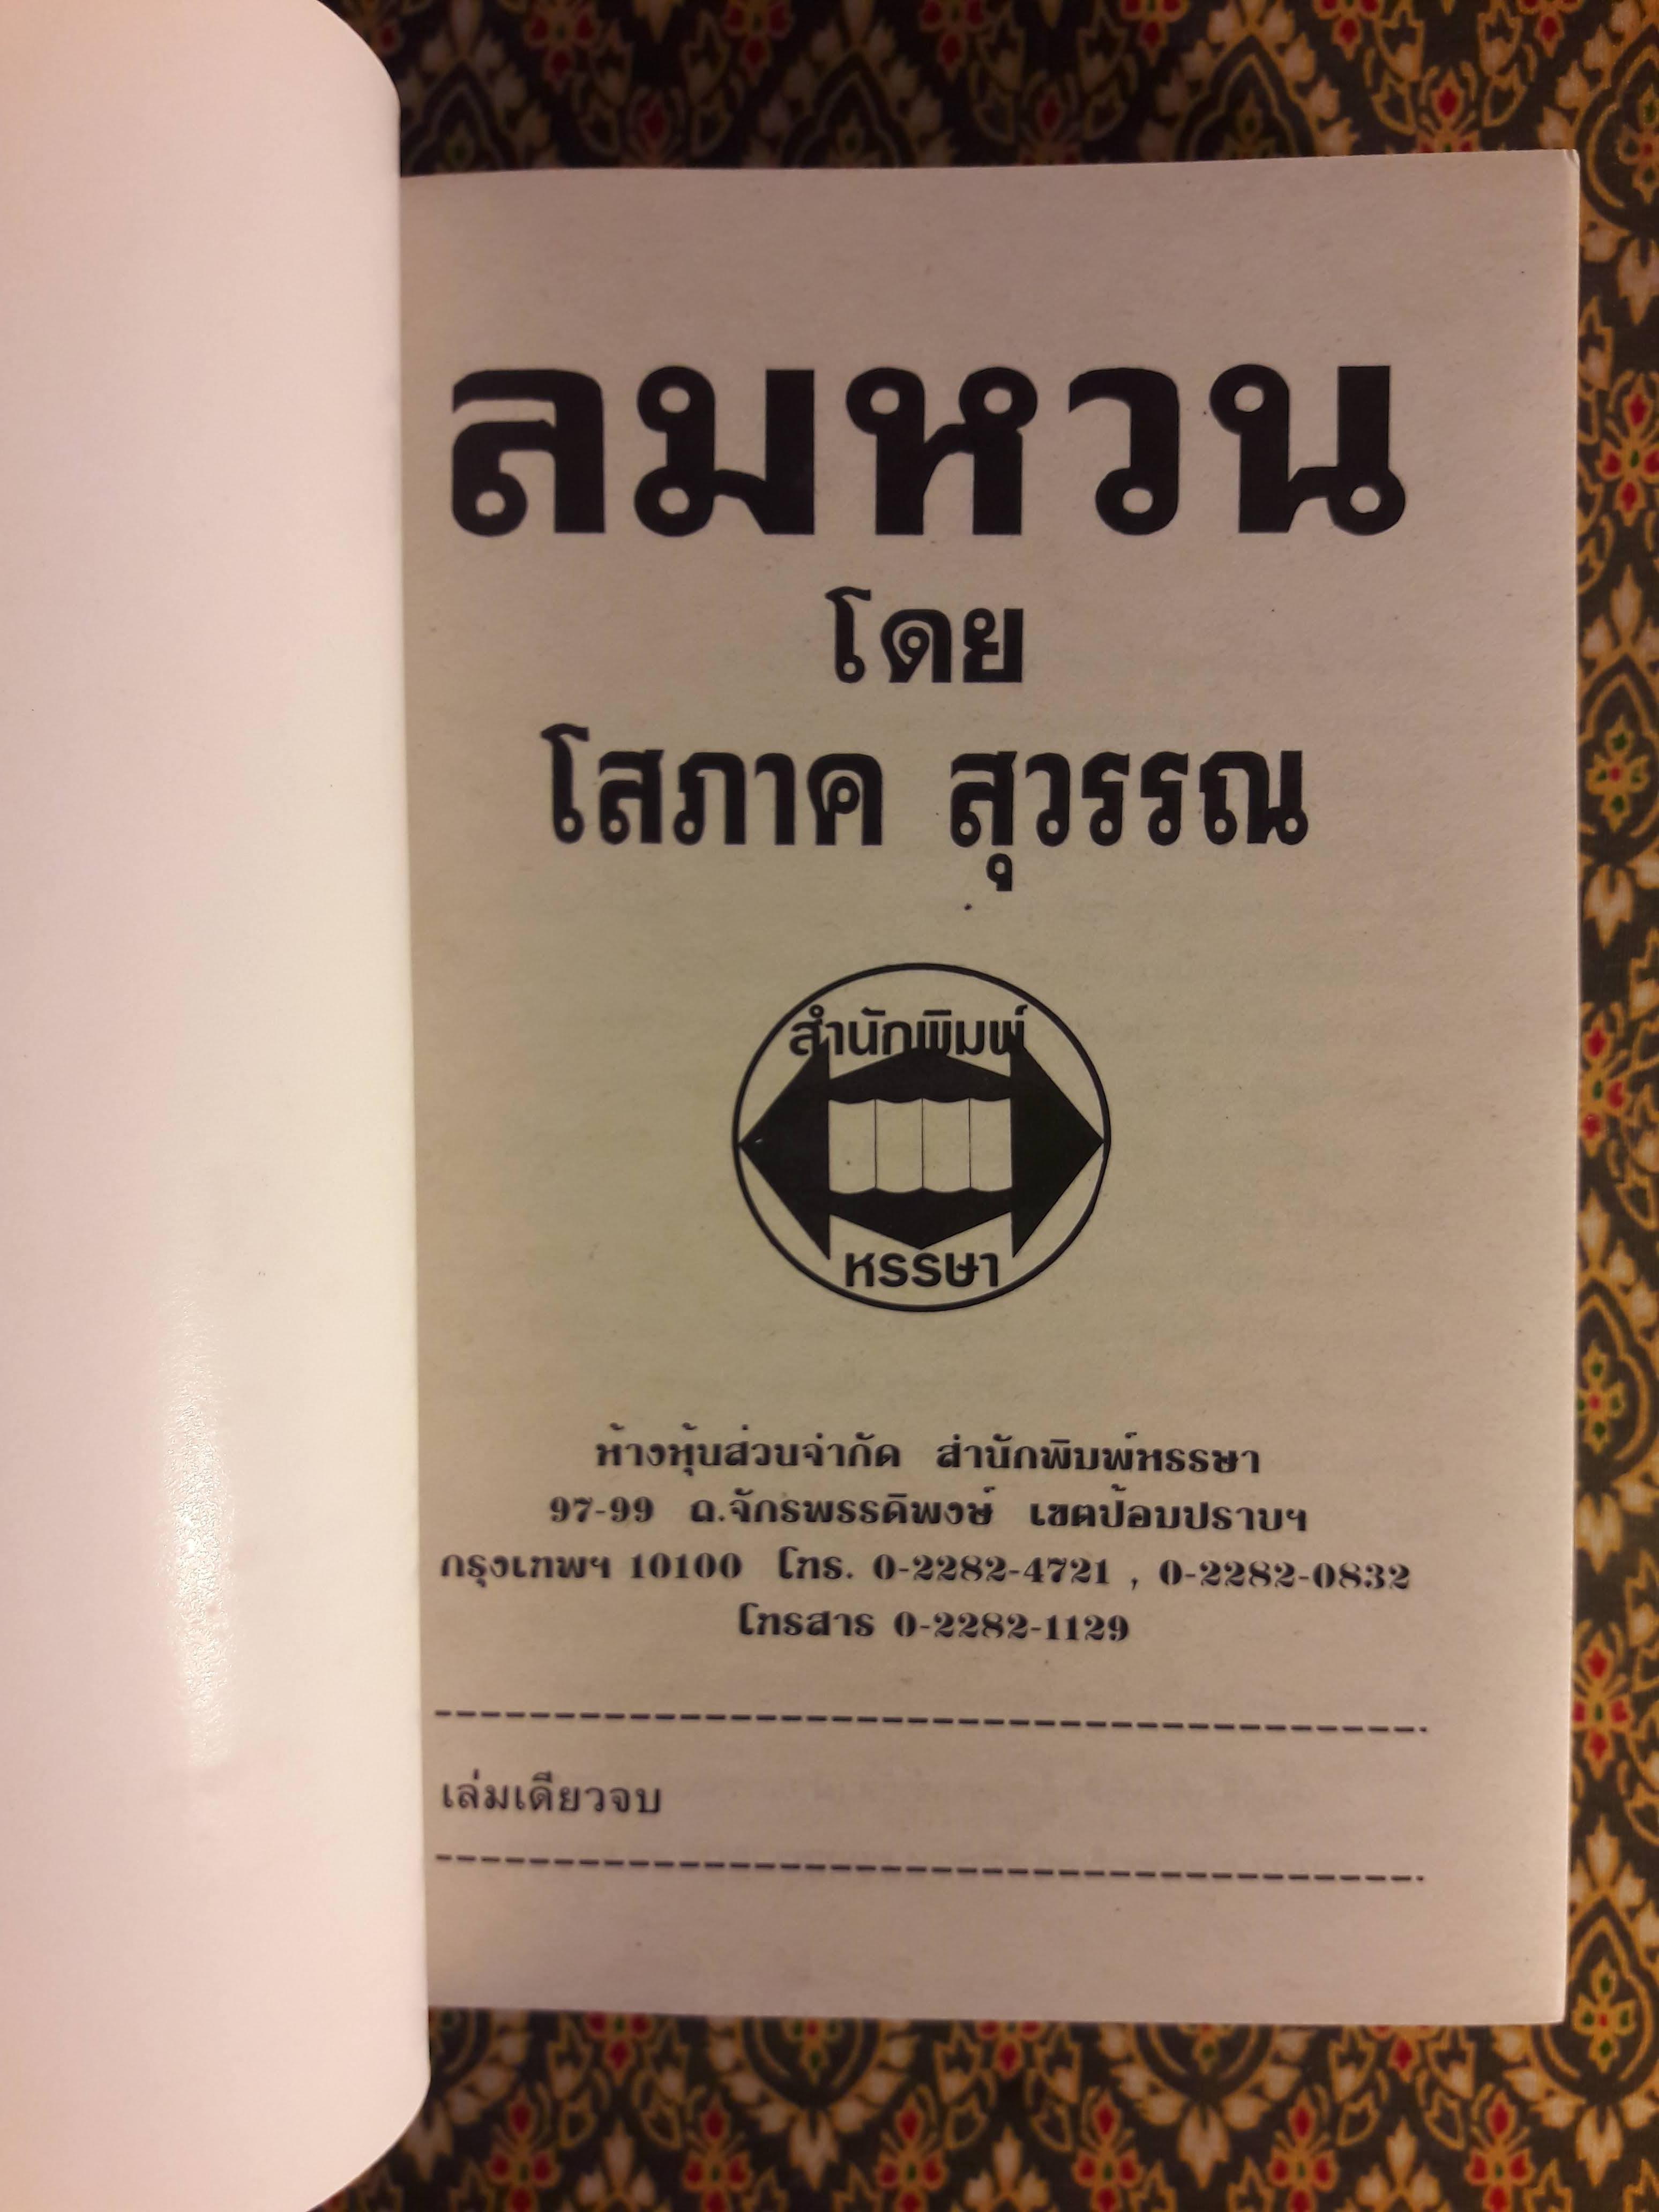 ลมหวน
โดย
โสภาค สุวรรณ
สำนักพิมพ์
หรรษา
ห้างหุ้นส่วนจำกัด สำนักพิมพ์หรรษา
97-99 ถ.จักรพรรดิพงษ์ เขตป้อมปราบฯ
กรุงเทพฯ 10100 โทร. 0-2282-4721 , 0-2282-0832
โทรสาร 0-2282-1129
เล่มเดียวจบ